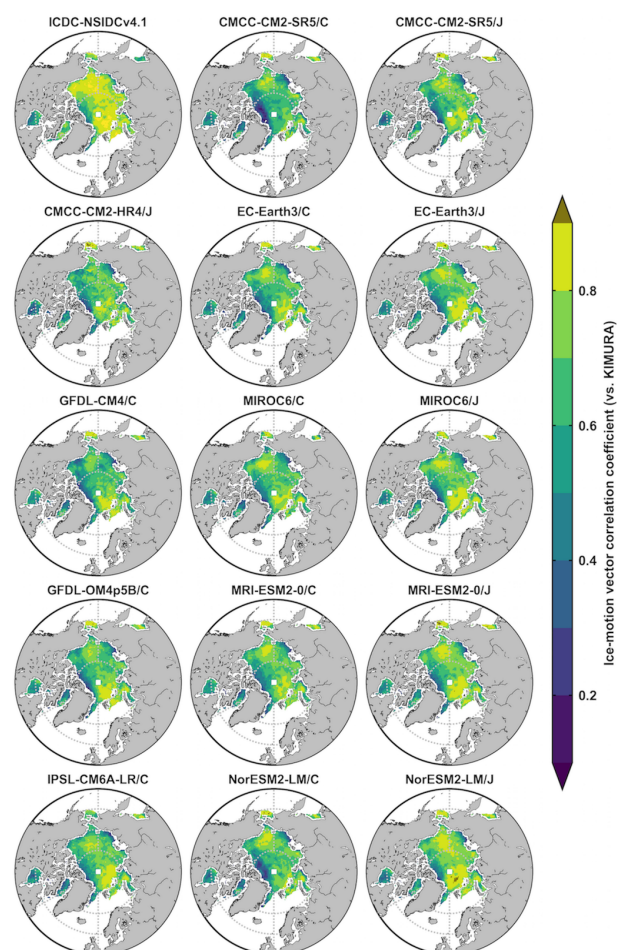 ICDC-NSIDCv4.1
CMCC-CM2-SR5/C
CMCC-CM2-SR5/J
CMCC-CM2-HR4/J
EC-Earth3/C
EC-Earth3/J
GFDL-CM4/C
MIROC6/C
MIROC6/J
GFDL-OM4p5B/C
MRI-ESM2-0/C
MRI-ESM2-0/J
IPSL-CM6A-LR/C
NorESM2-LM/C
NorESM2-LM/J
0.8
0.6
0.4
0.2
Ice-motion vector correlation coefficient (vs. KIMURA)